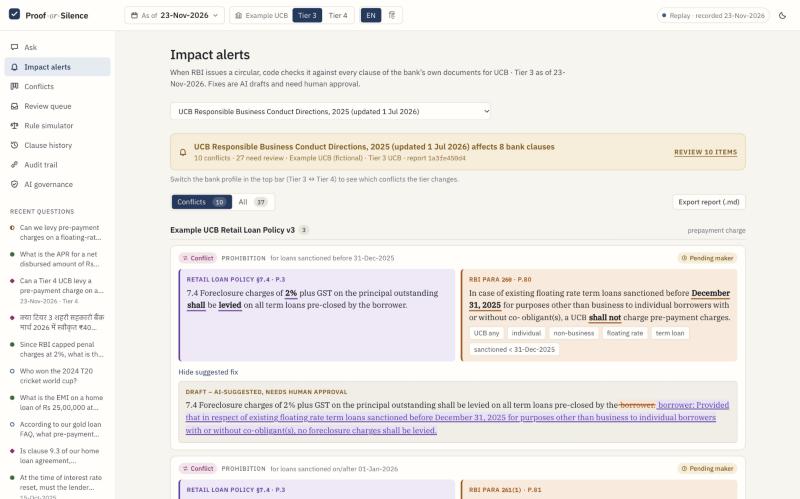 Proof-or-Silence
As of 23-Nov-2026
Example UCB Tier 3 Tier 4
EN हिं
Replay · recorded 23-Nov-2026
Ask
Impact alerts
Conflicts
Review queue
Rule simulator
Clause history
Audit trail
AI governance
RECENT QUESTIONS
Can we levy pre-payment
charges on a floating-rat...
What is the APR for a net
disbursed amount of Rs...
Can a Tier 4 UCB levy a
pre-payment charge on a...
23-Nov-2026 · Tier 4
क्या टियर 3 शहरी सहकारी बैंक
मार्च 2026 में स्वीकृत ₹40...
Since RBI capped penal
charges at 2%, what is th...
Who won the 2024 T20
cricket world cup?
What is the EMI on a home
loan of Rs 25,00,000 at...
According to our gold loan
FAQ, what pre-payment...
Is clause 9.3 of our home
loan agreement,...
At the time of interest rate
reset, must the lender...
15-Oct-2025
Impact alerts
When RBI issues a circular, code checks it against every clause of the bank's own documents for UCB · Tier 3 as of 23-
Nov-2026. Fixes are AI drafts and need human approval.
UCB Responsible Business Conduct Directions, 2025 (updated 1 Jul 2026)
UCB Responsible Business Conduct Directions, 2025 (updated 1 Jul 2026) affects 8 bank clauses
10 conflicts · 27 need review · Example UCB (fictional) · Tier 3 UCB · report 1a3fe450d4
REVIEW 10 ITEMS
Switch the bank profile in the top bar (Tier 3 ↔ Tier 4) to see which conflicts the tier changes.
Conflicts 10 All 37
Export report (.md)
Example UCB Retail Loan Policy v3 3
prepayment charge
Conflict PROHIBITION for loans sanctioned before 31-Dec-2025
Pending maker
RETAIL LOAN POLICY §7.4 · P.3
7.4 Foreclosure charges of 2% plus GST on the principal outstanding
shall be levied on all term loans pre-closed by the borrower.
RBI PARA 260 · P.80
In case of existing floating rate term loans sanctioned before December
31, 2025 for purposes other than business to individual borrowers with
or without co- obligant(s), a UCB shall not charge pre-payment charges.
UCB any individual non-business floating rate term loan
sanctioned < 31-Dec-2025
Hide suggested fix
DRAFT – AI-SUGGESTED, NEEDS HUMAN APPROVAL
7.4 Foreclosure charges of 2% plus GST on the principal outstanding shall be levied on all term loans pre-closed by the borrower. borrower: Provided
that in respect of existing floating rate term loans sanctioned before December 31, 2025 for purposes other than business to individual borrowers
with or without co-obligant(s), no foreclosure charges shall be levied.
Conflict PROHIBITION for loans sanctioned on/after 01-Jan-2026
Pending maker
RETAIL LOAN POLICY §7.4 · P.3
RBI PARA 261(1) · P.81